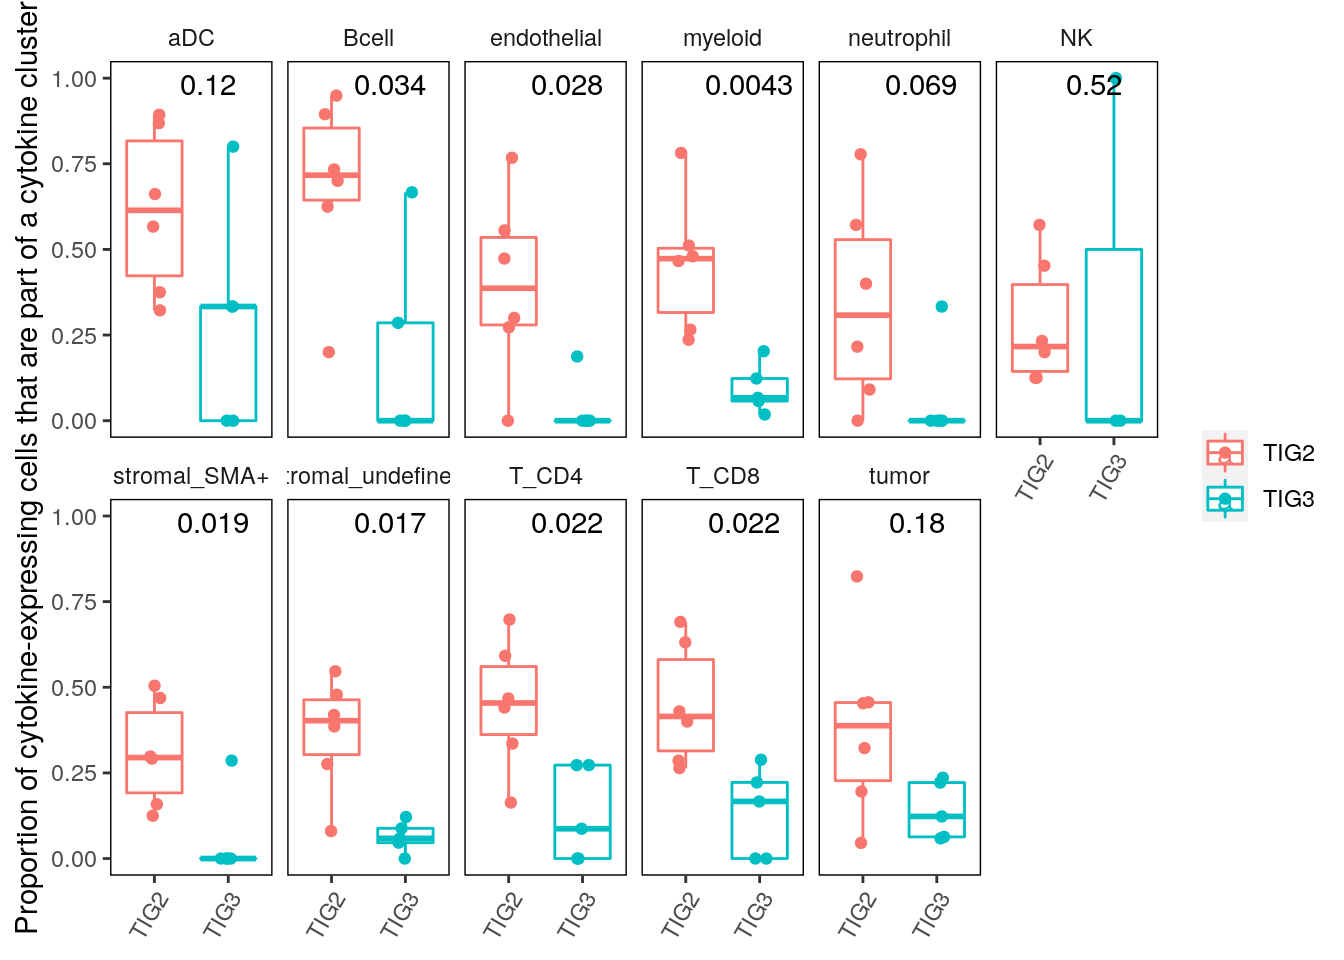 Proportion of cytokine-expressing cells that are part of a cytokine cluster
aDC
Bcell
endothelial
myeloid
neutrophil
NK
1.00
0.75
0.50
0.25
0.00
0.12
0.034
0.028
0.0043
0.069
0.52
TIG2
TIG3
stromal_SMA+
tromal_undefine
T_CD4
T_CD8
tumor
1.00
0.75
0.50
0.25
0.00
0.019
0.017
0.022
0.022
0.18
TIG2
TIG3
TIG2
TIG3
TIG2
TIG3
TIG2
TIG3
TIG2
TIG3
TIG2
TIG3